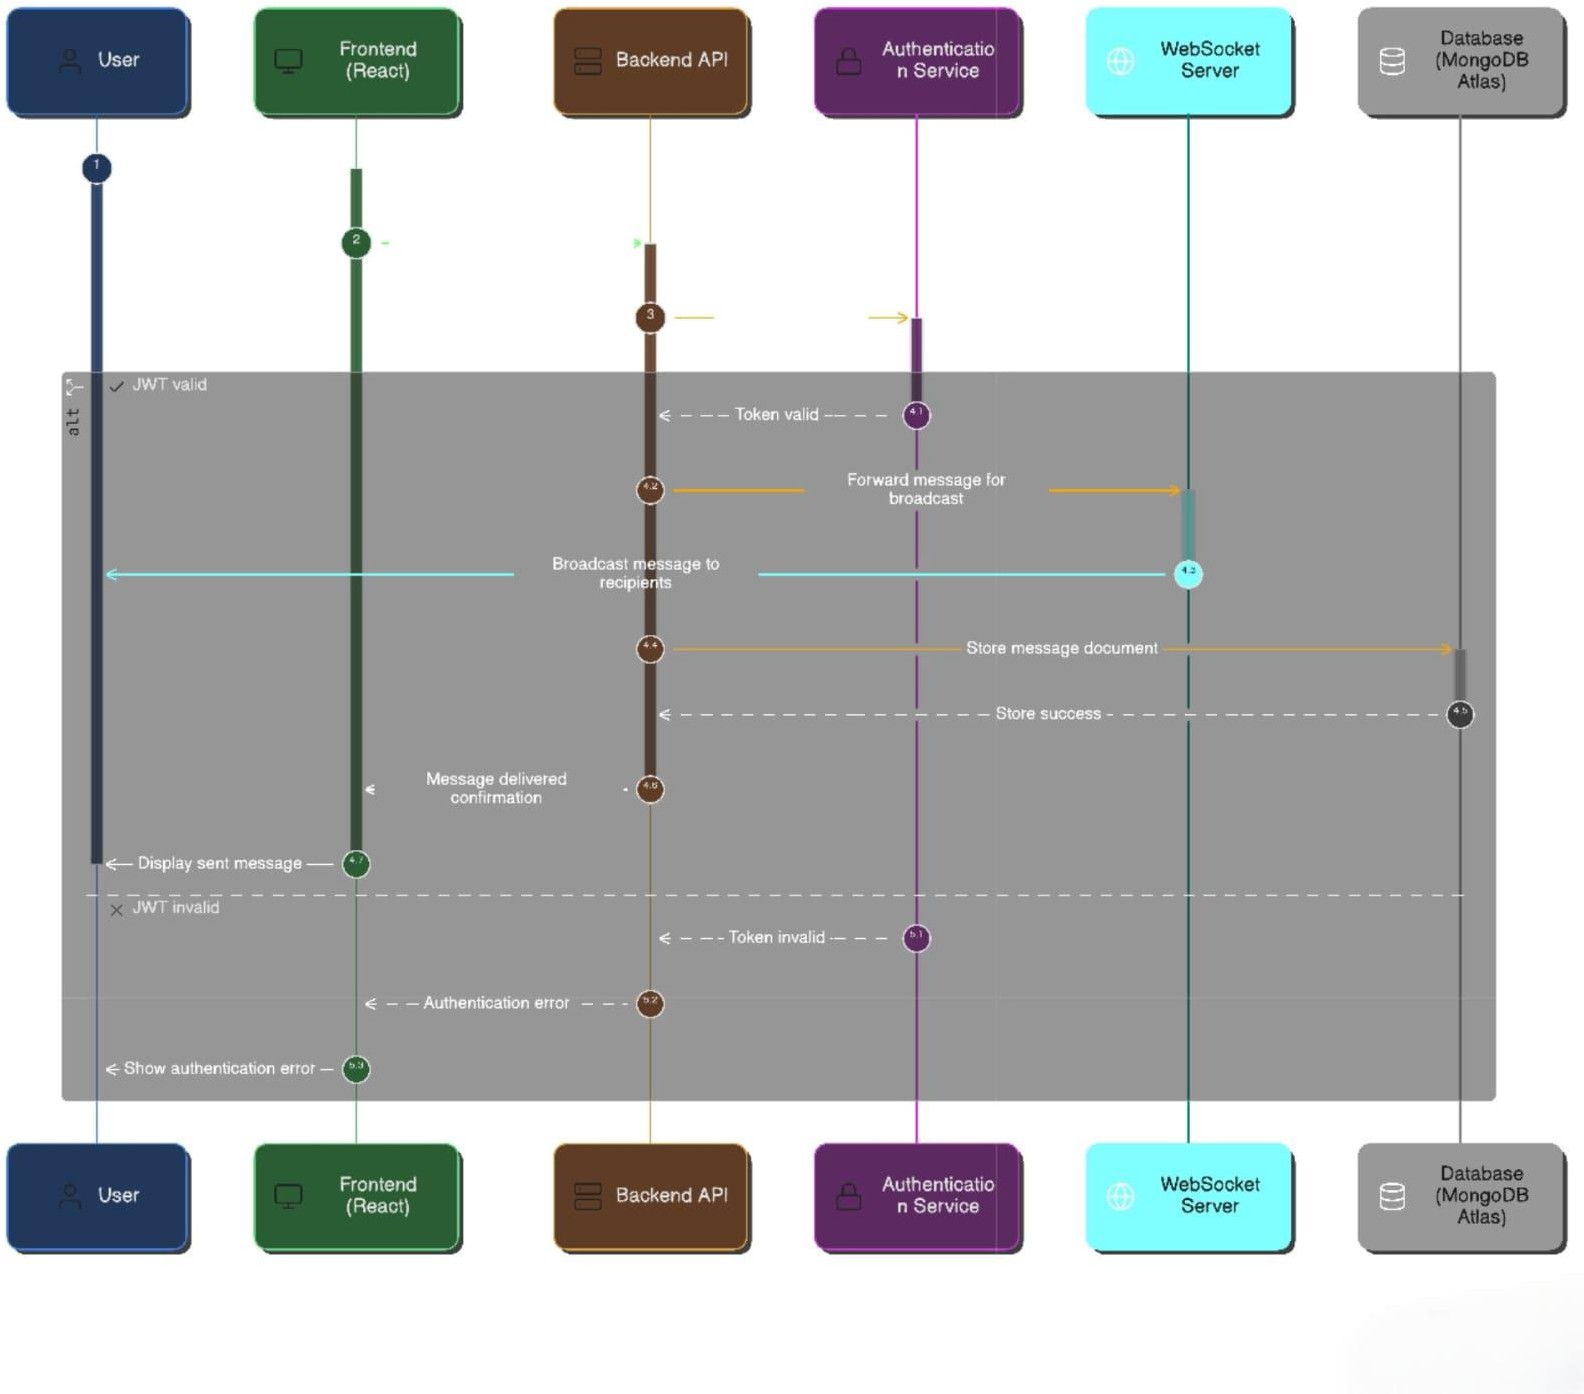 User
Frontend
(React)
Backend API
Authenticatio
n Service
WebSocket
Server
Database
(MongoDB
Atlas)
1
2
3
alt
JWT valid
Token valid
4.1
4.2
Forward message for
broadcast
Broadcast message to
recipients
4.3
4.4
Store message document
Store success
4.5
Message delivered
confirmation
4.6
Display sent message
4.7
JWT invalid
Token invalid
5.1
Authentication error
5.2
Show authentication error
5.3
User
Frontend
(React)
Backend API
Authenticatio
n Service
WebSocket
Server
Database
(MongoDB
Atlas)